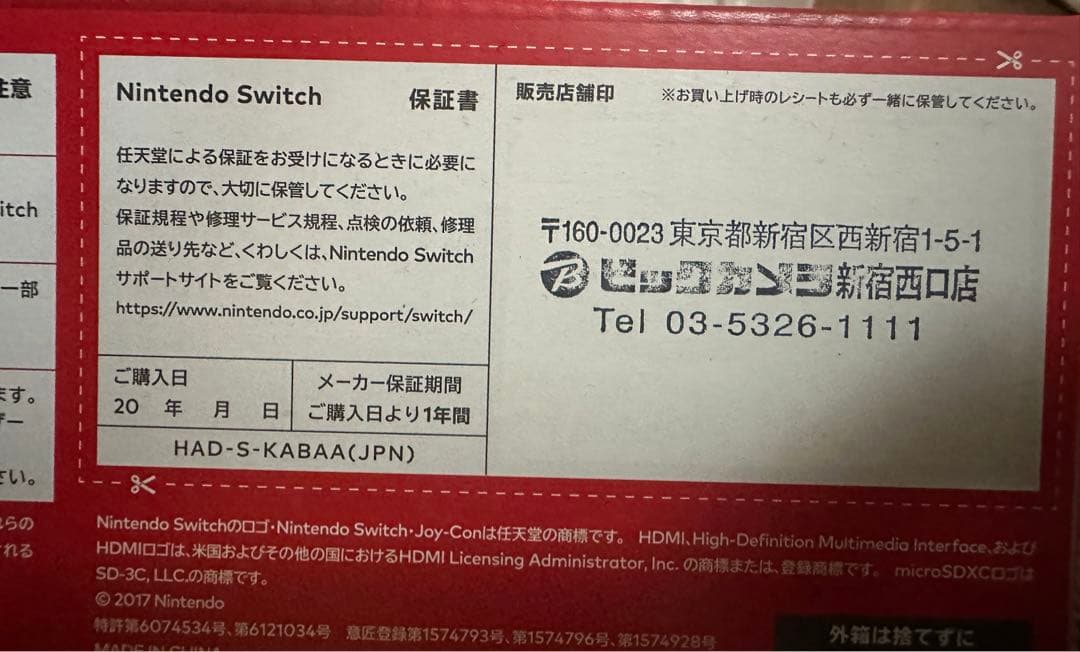 注意
itch
一部
ます。
ザー
さい。
Nintendo Switch 保証書
任天堂による保証をお受けになるときに必要に
なりますので、大切に保管してください。
保証規程や修理サービス規程、点検の依頼、修理
品の送り先など、くわしくは、Nintendo Switch
サポートサイトをご覧ください。
https://www.nintendo.co.jp/support/switch/
ご購入日
20 年 月 日
メーカー保証期間
ご購入日より1年間
HAD-S-KABAA(JPN)
販売店舗印 ※お買い上げ時のレシートも必ず一緒に保管してください。
〒160-0023 東京都新宿区西新宿1-5-1
B ビックカメラ新宿西口店
Tel 03-5326-1111
らの
れる
Nintendo Switchのロゴ・Nintendo Switch・Joy-Conは任天堂の商標です。 HDMI、High-Definition Multimedia Interface、および
HDMIロゴは、米国およびその他の国におけるHDMI Licensing Administrator, Inc. の商標または、登録商標です。 microSDXCロゴは
SD-3C, LLC.の商標です。
© 2017 Nintendo
特許第6074534号、第6121034号 意匠登録第1574793号、第1574796号、第1574928号
MADE IN CHINA
外箱は捨てずに